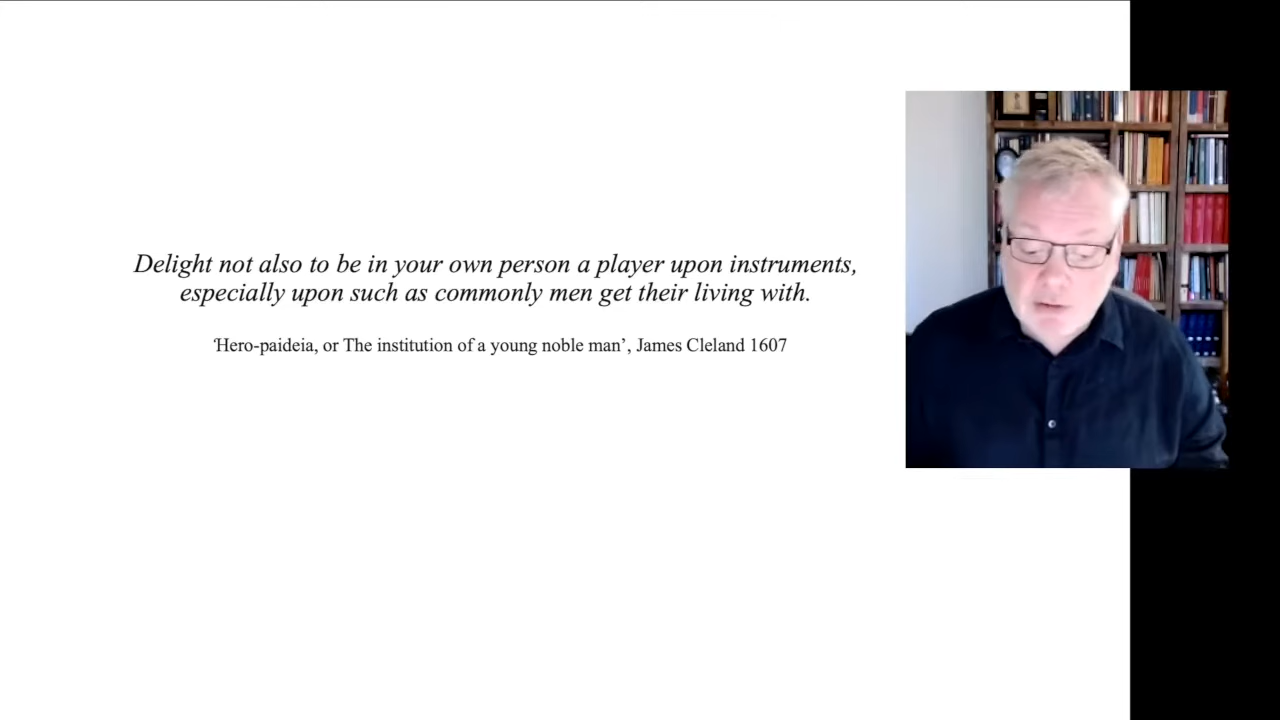 Delight not also to be in your own person a player upon instruments,
especially upon such as commonly men get their living with.
‘Hero-paideia, or The institution of a young noble man’, James Cleland 1607